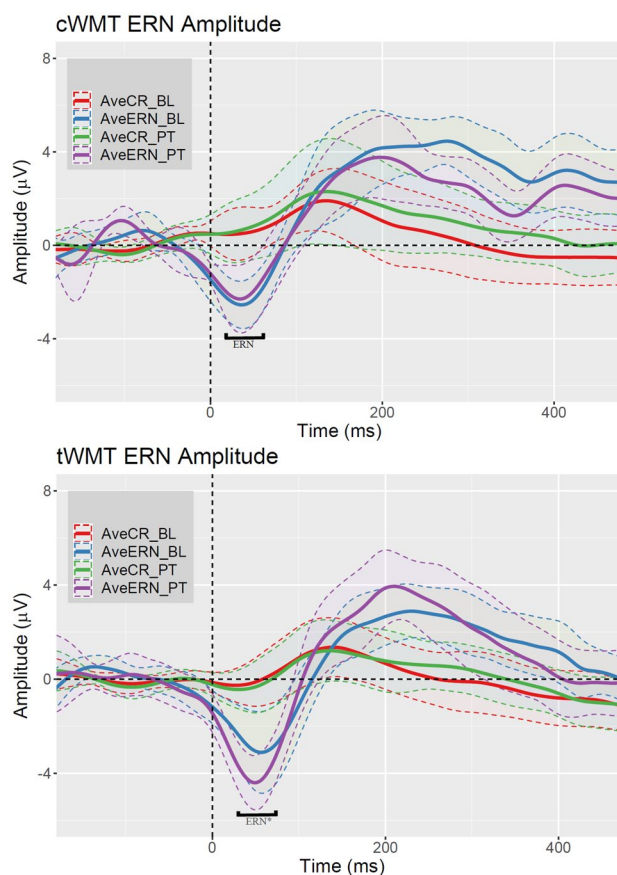 cWMT ERN Amplitude
8
AveCR_BL
AveERN_BL
AveCR_PT
AveERN_PT
4
0
-4
Amplitude (μV)
ERN
0
200
400
Time (ms)
tWMT ERN Amplitude
8
AveCR_BL
AveERN_BL
AveCR_PT
AveERN_PT
4
0
-4
Amplitude (μV)
ERN*
0
200
400
Time (ms)